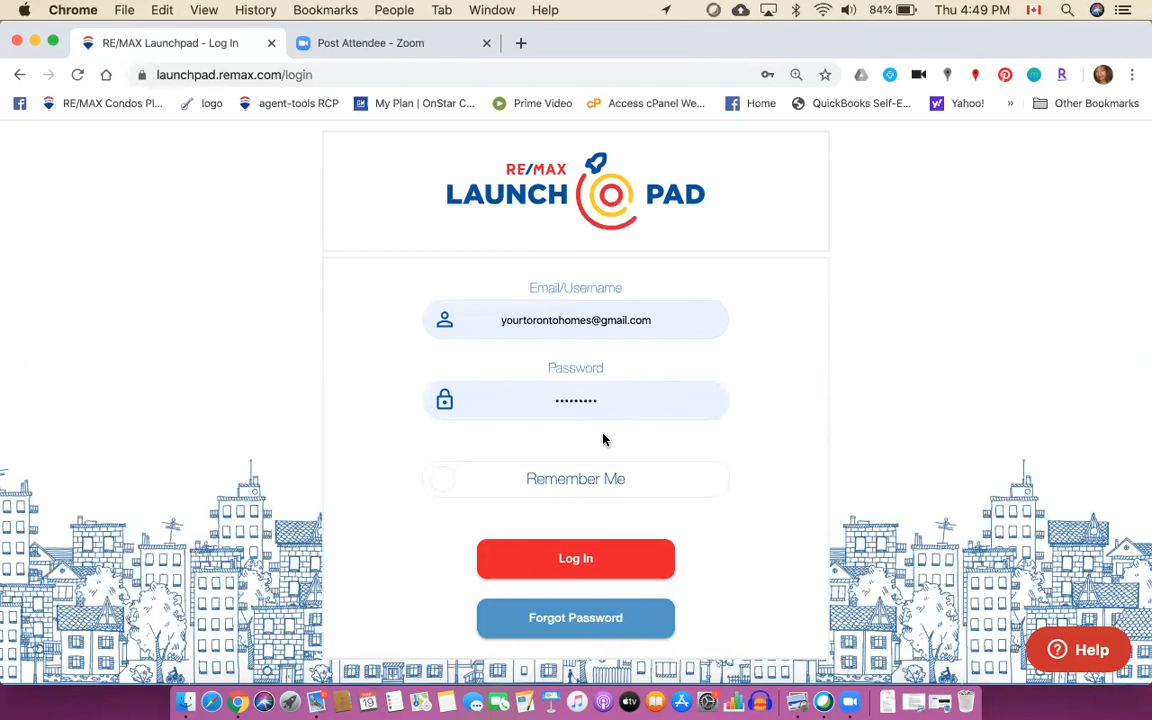 Chrome File Edit View History Bookmarks People Tab Window Help 84% Thu 4:49 PM
RE/MAX Launchpad - Log In Post Attendee - Zoom
launchpad.remax.com/login
RE/MAX Condos Pl... logo agent-tools RCP My Plan | OnStar C... Prime Video Access cPanel We... Home QuickBooks Self-E... Yahoo! » Other Bookmarks
RE/MAX
LAUNCH PAD
Email/Username
yourtorontohomes@gmail.com
Password
•••••••••
Remember Me
Log In
Forgot Password
Help